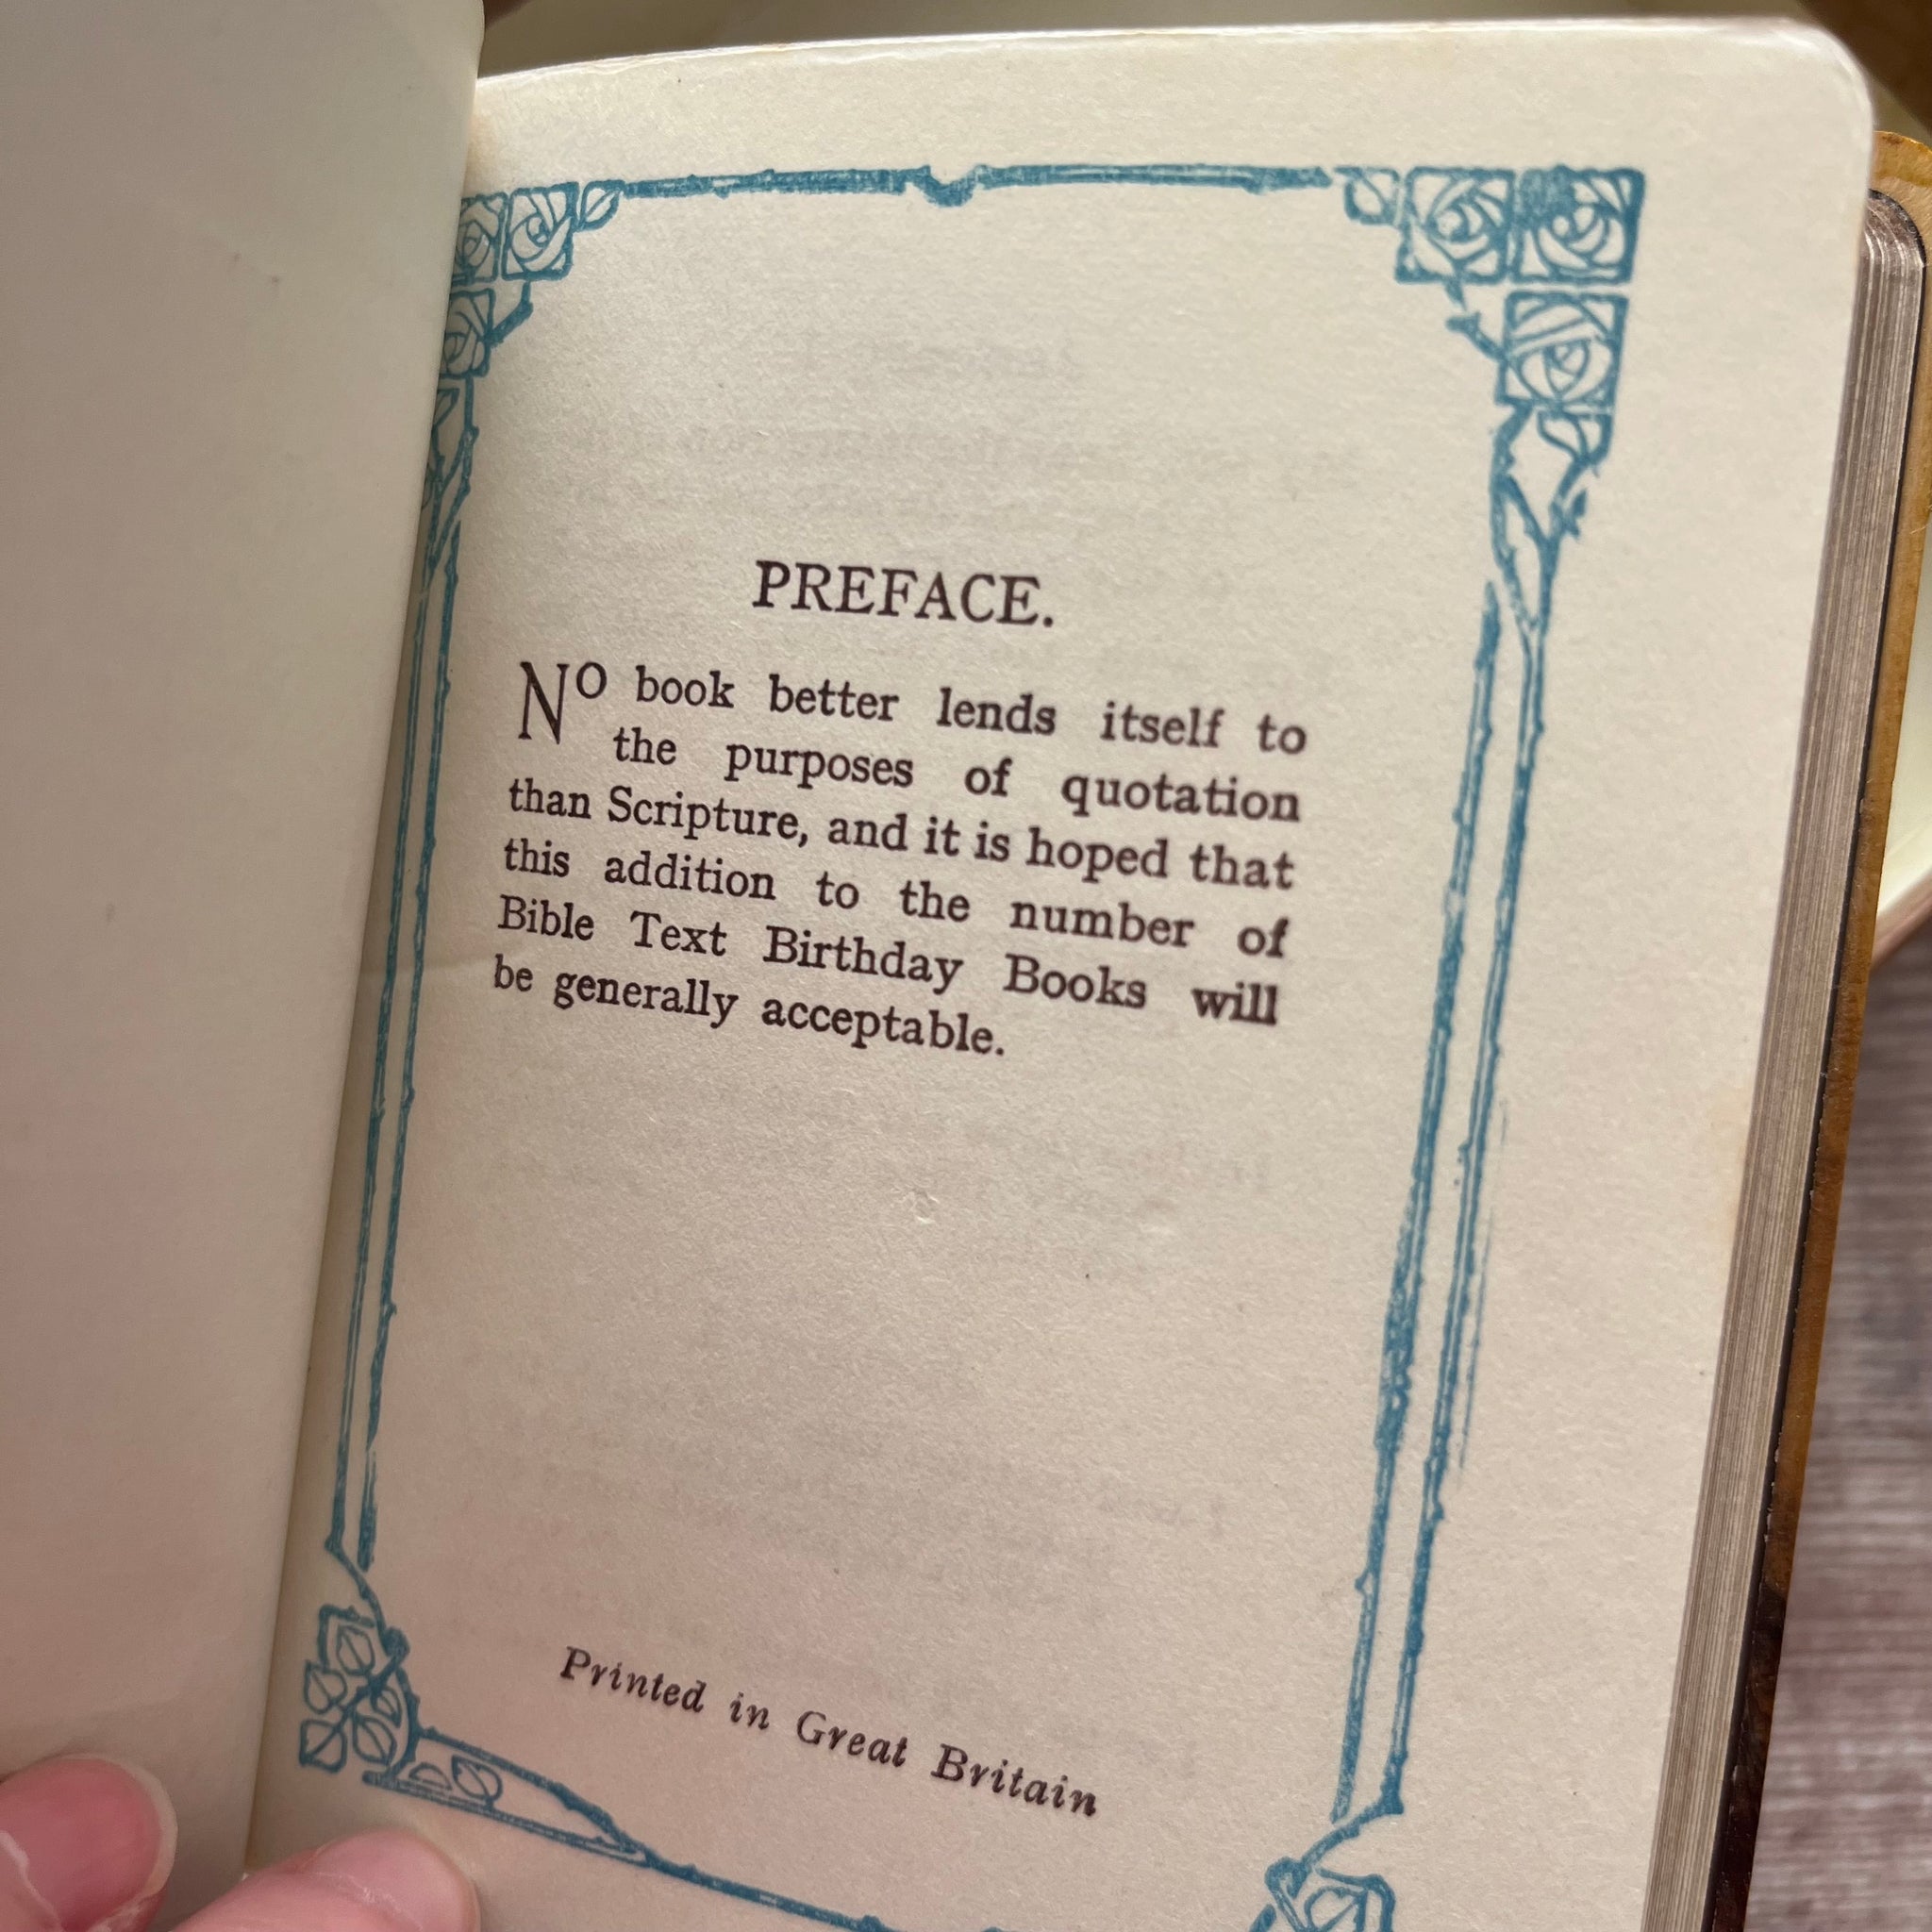 PREFACE.
NO book better lends itself to
the purposes of quotation
than Scripture, and it is hoped that
this addition to the number of
Bible Text Birthday Books will
be generally acceptable.
Printed in Great Britain